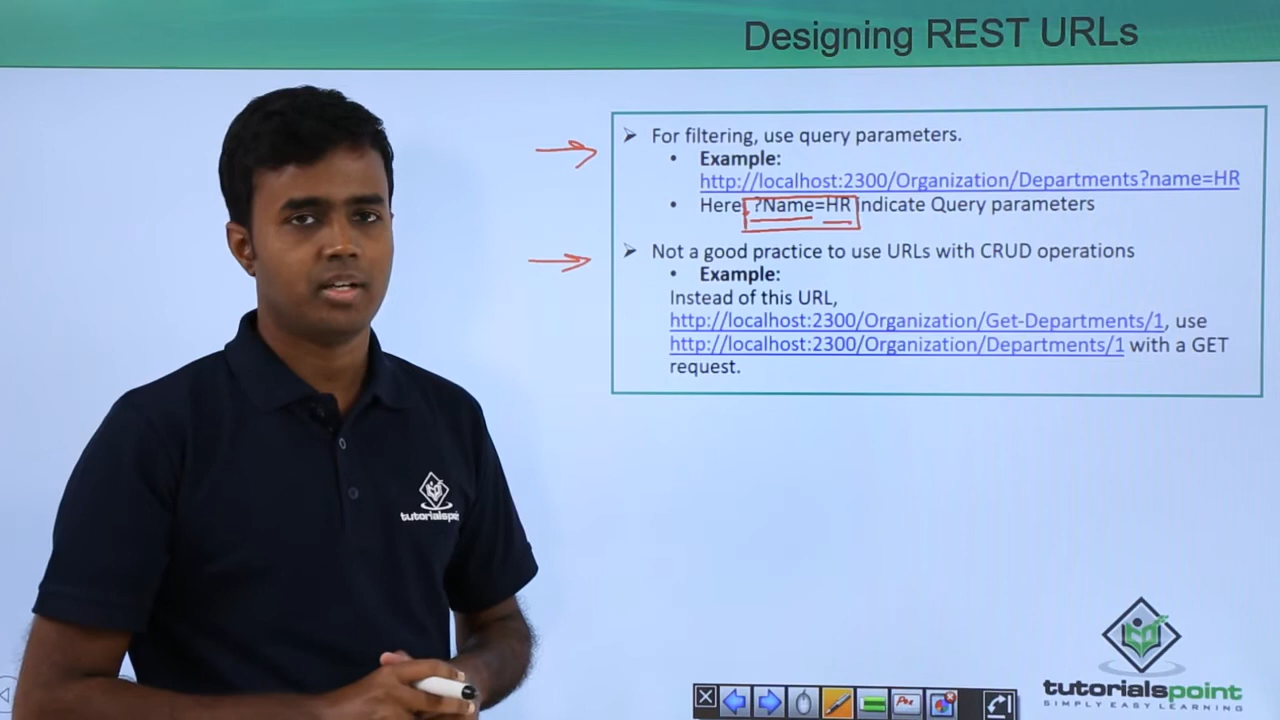 Designing REST URLs
➤ For filtering, use query parameters.
• Example:
http://localhost:2300/Organization/Departments?name=HR
• Here ?Name=HR indicate Query parameters
➤ Not a good practice to use URLs with CRUD operations
• Example:
Instead of this URL,
http://localhost:2300/Organization/Get-Departments/1, use
http://localhost:2300/Organization/Departments/1 with a GET
request.
tutorialspoint
tutorialspoint
SIMPLY EASY LEARNING